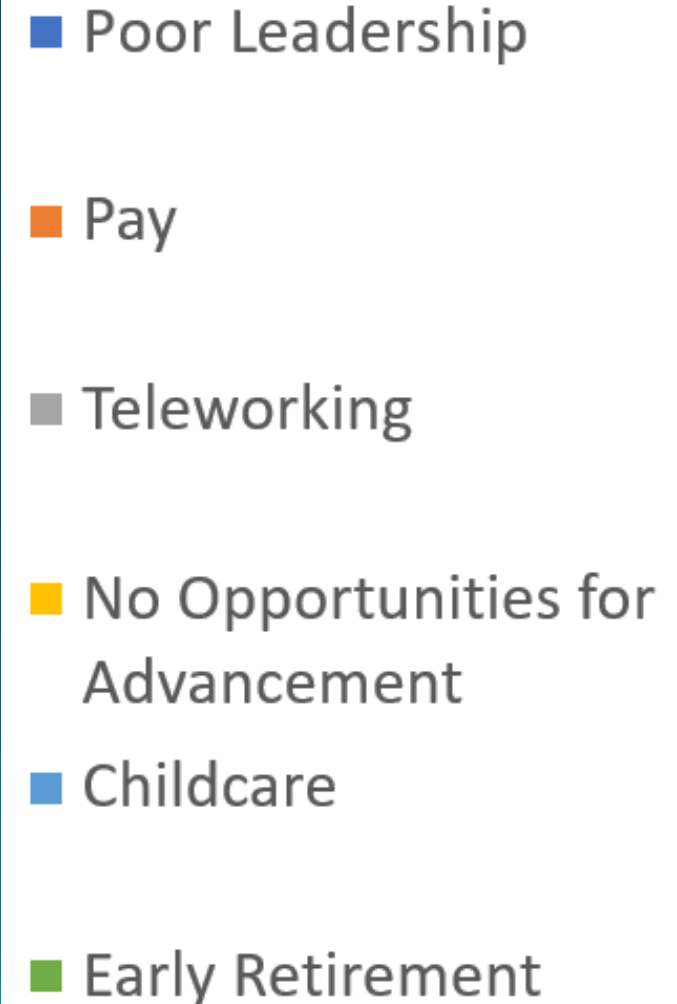 Poor Leadership
Pay
Teleworking
No Opportunities for
Advancement
Childcare
Early Retirement